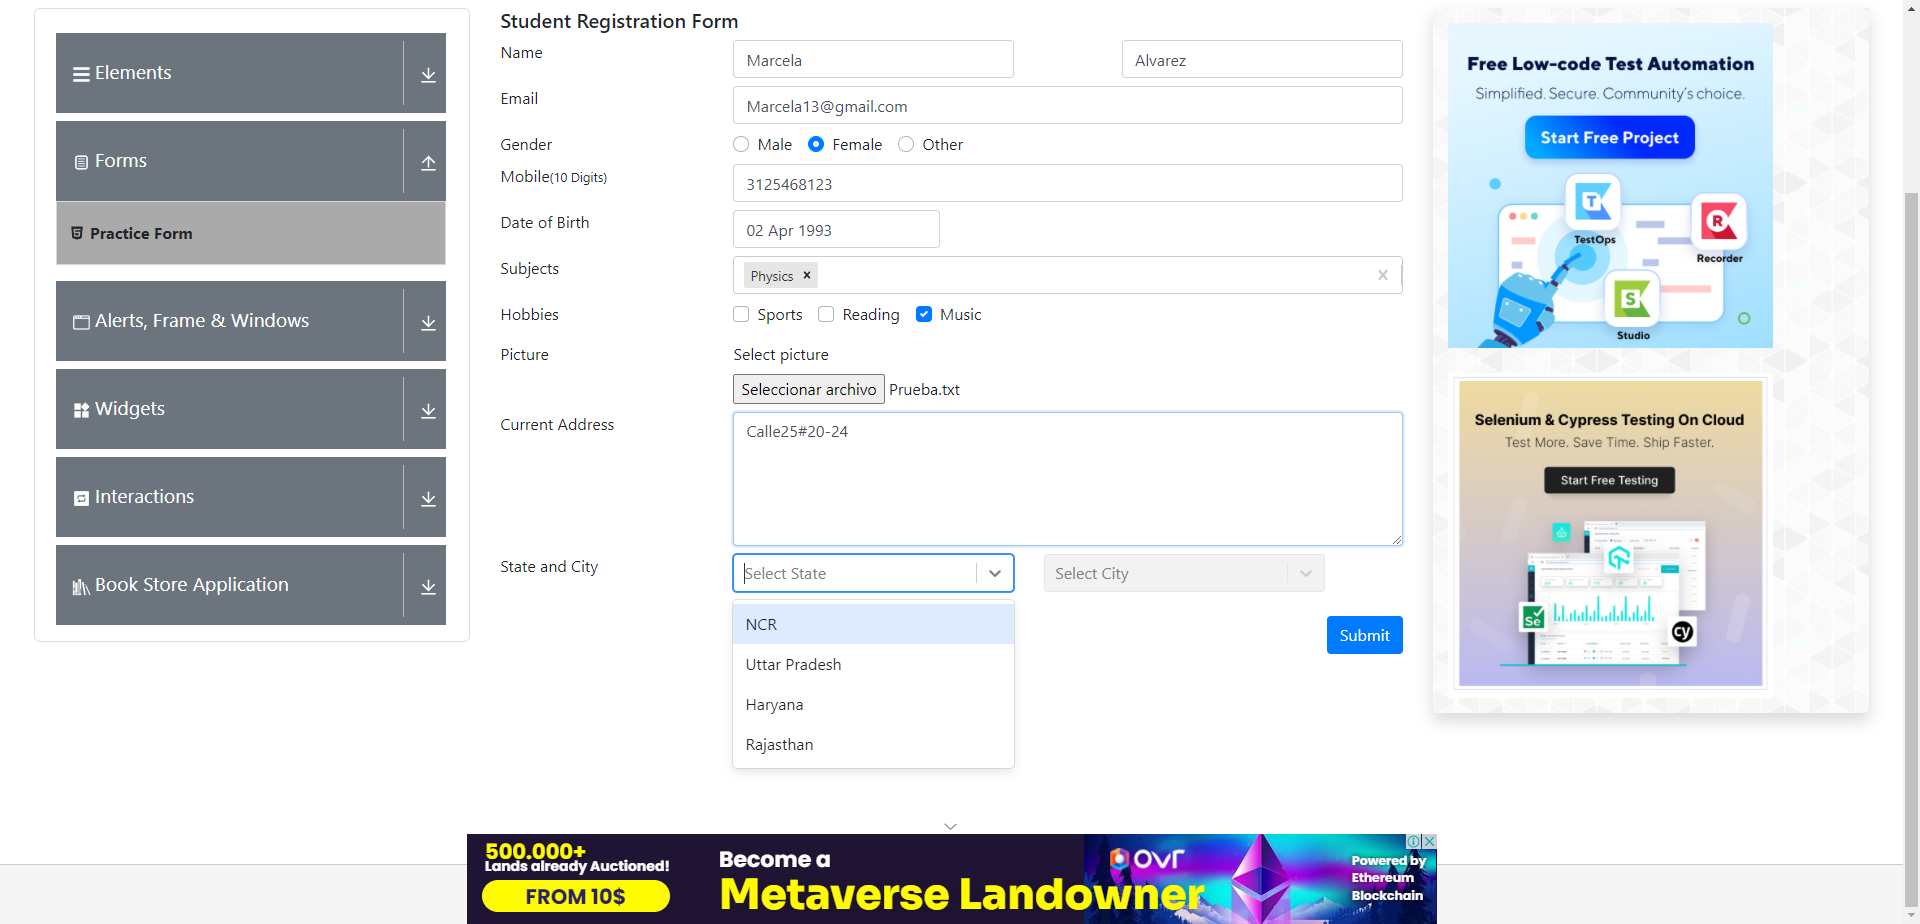 Elements
Forms
Practice Form
Alerts, Frame & Windows
Widgets
Interactions
Book Store Application
Student Registration Form
Name
Marcela
Alvarez
Email
Marcela13@gmail.com
Gender
Male
Female
Other
Mobile(10 Digits)
3125468123
Date of Birth
02 Apr 1993
Subjects
Physics
Hobbies
Sports
Reading
Music
Picture
Select picture
Seleccionar archivo Prueba.txt
Current Address
Calle25#20-24
State and City
Select State
Select City
NCR
Uttar Pradesh
Haryana
Rajasthan
Submit
Free Low-code Test Automation
Simplified. Secure. Community's choice.
Start Free Project
TestOps
Recorder
Studio
Selenium & Cypress Testing On Cloud
Test More. Save Time. Ship Faster.
Start Free Testing
Se
cy
500.000+
Lands already Auctioned!
FROM 10$
Become a
Metaverse Landowner
OVR
Powered by
Ethereum
Blockchain